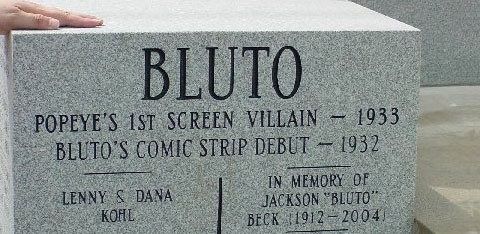 BLUTO
POPEYE'S 1ST SCREEN VILLAIN – 1933
BLUTO'S COMIC STRIP DEBUT – 1932
LENNY & DANA
KOHL
IN MEMORY OF
JACKSON "BLUTO"
BECK (1912–2004)